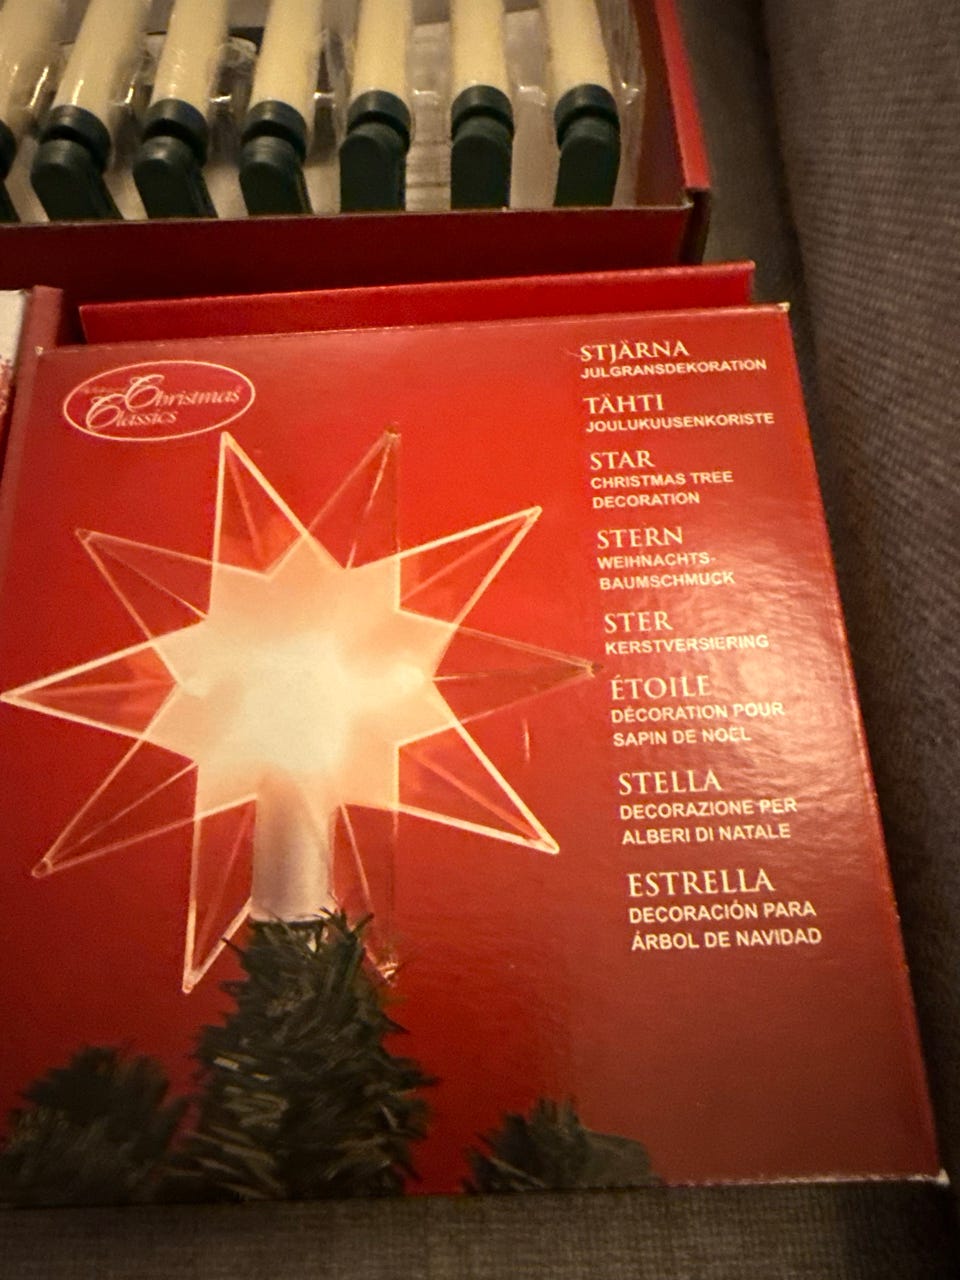 Christmas
Classics
STJÄRNA
JULGRANSDEKORATION
TÄHTI
JOULUKUUSENKORISTE
STAR
CHRISTMAS TREE
DECORATION
STERN
WEIHNACHTS-
BAUMSCHMUCK
STER
KERSTVERSIERING
ÉTOILE
DÉCORATION POUR
SAPIN DE NOËL
STELLA
DECORAZIONE PER
ALBERI DI NATALE
ESTRELLA
DECORACIÓN PARA
ÁRBOL DE NAVIDAD